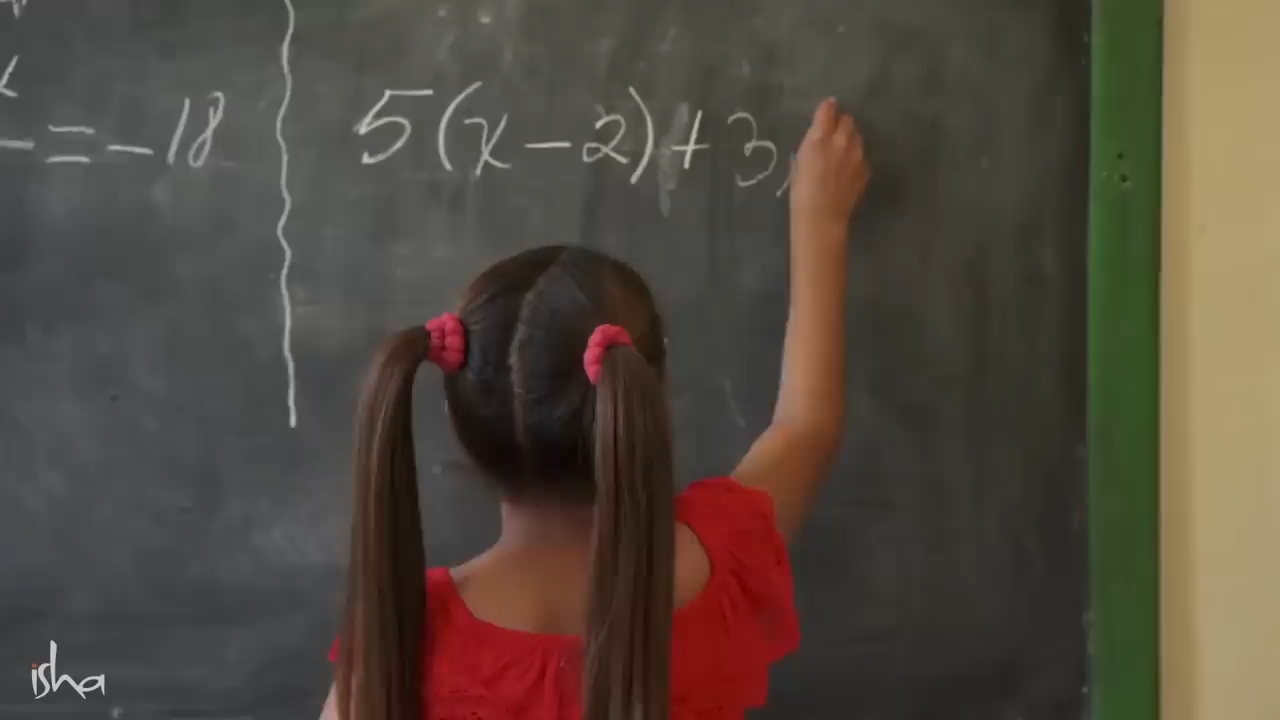 = -18
5(x-2)+3
isha